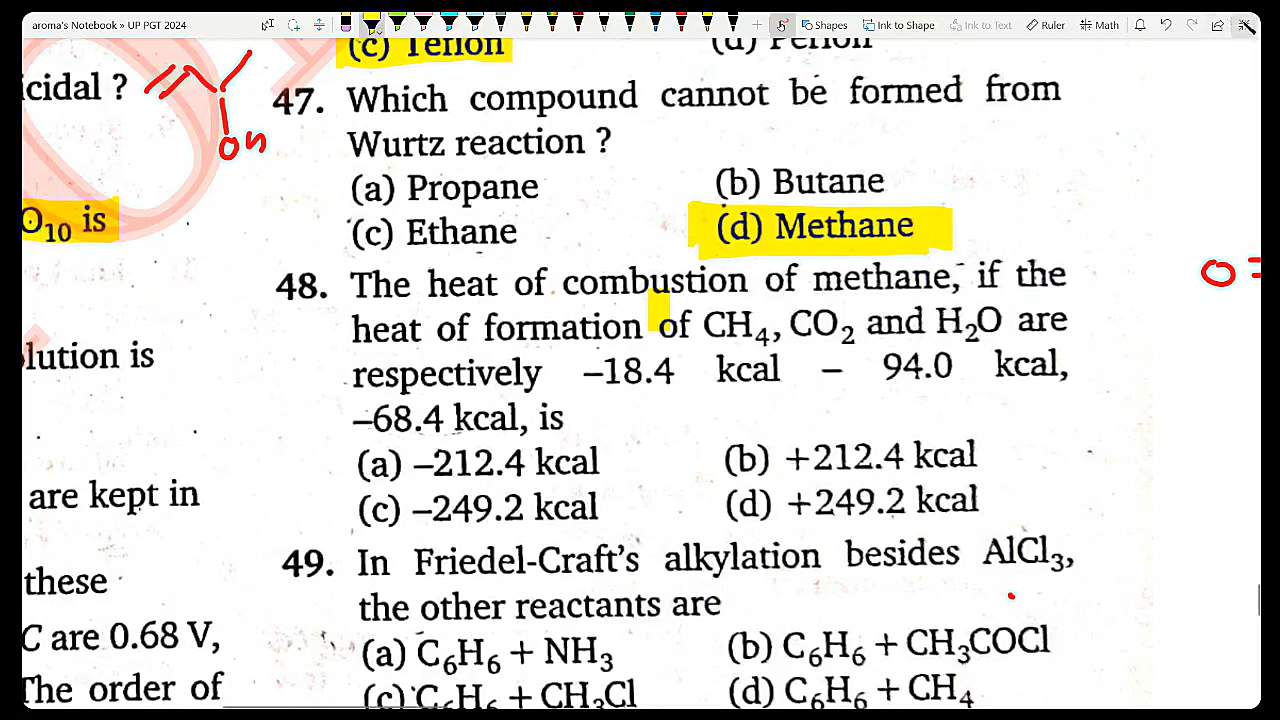 aroma's Notebook » UP PGT 2024
Shapes Ink to Shape Ink to Text Ruler Math
(c) Teflon (d) Perlon
icidal ?
OH
47. Which compound cannot be formed from
Wurtz reaction ?
(a) Propane (b) Butane
O10 is
(c) Ethane (d) Methane
O=
48. The heat of combustion of methane, if the
heat of formation of CH4, CO2 and H2O are
lution is
respectively –18.4 kcal – 94.0 kcal,
–68.4 kcal, is
(a) –212.4 kcal (b) +212.4 kcal
are kept in
(c) –249.2 kcal (d) +249.2 kcal
these
49. In Friedel-Craft's alkylation besides AlCl3,
the other reactants are
C are 0.68 V,
(a) C6H6 + NH3 (b) C6H6 + CH3COCl
The order of
(c) C6H6 + CH3Cl (d) C6H6 + CH4